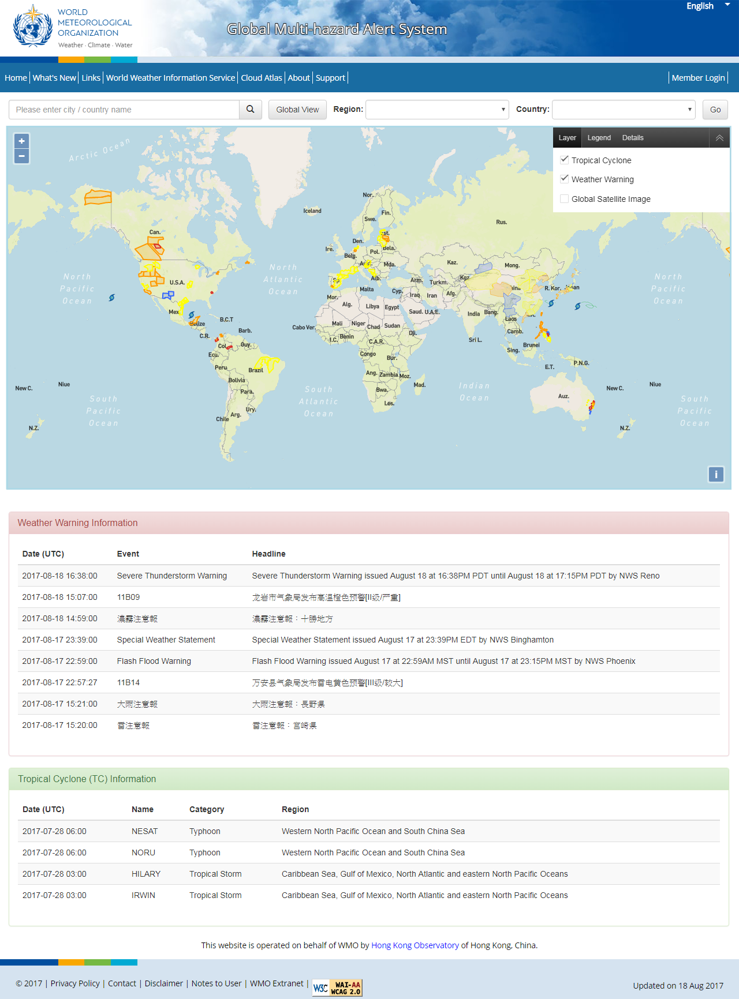 WORLD
METEOROLOGICAL
ORGANIZATION
Weather · Climate · Water
Global Multi-hazard Alert System
English
Home | What's New | Links | World Weather Information Service | Cloud Atlas | About | Support |
| Member Login |
Please enter city / country name
Global View
Region:
Country:
Go
+
−
Layer Legend Details
Tropical Cyclone
Weather Warning
Global Satellite Image
Arctic Ocean
Iceland
Nor.
Fin.
Swe.
Rus.
Can.
Den.
Ire.
Pol.
Bela.
Belg.
Mda.
Kaz.
Mong.
North
Pacific
Ocean
North
Atlantic
Ocean
North
Pacific
Ocean
U.S.A.
Alb.
Arm.
Turkm.
R. Kor.
Malta
Cyp.
Iraq
Iran
Afg.
Mor.
Alg.
Libya
Egypt
Saud.
U.A.E.
India
Bang.
Mex.
B.C.T
Laos
Cabo Ver.
Mali
Niger
Chad
Sudan
Dji.
Barb.
C.R.
I.C.
Benin
C.A.R.
Sri L.
Camb.
Col.
Guy.
Brunei
Sing.
Ecu.
Congo
Bur.
P.N.G.
E.T.
Peru
Brazil
Bolivia
Ang.
Zambia
Moz.
Mad.
Indian
Ocean
New C.
Niue
Para.
Bwa.
Les.
Auz.
New C.
Niue
South
Pacific
Ocean
South
Atlantic
Ocean
South
Pacific
Ocean
Arg.
Ury.
Chile
N.Z.
N.Z.
i
Weather Warning Information
Date (UTC) Event Headline
2017-08-18 16:38:00 Severe Thunderstorm Warning Severe Thunderstorm Warning issued August 18 at 16:38PM PDT until August 18 at 17:15PM PDT by NWS Reno
2017-08-18 15:07:00 11B09 龙岩市气象局发布高温橙色预警[II级/严重]
2017-08-18 14:59:00 濃霧注意報 濃霧注意報：十勝地方
2017-08-17 23:39:00 Special Weather Statement Special Weather Statement issued August 17 at 23:39PM EDT by NWS Binghamton
2017-08-17 22:59:00 Flash Flood Warning Flash Flood Warning issued August 17 at 22:59AM MST until August 17 at 23:15PM MST by NWS Phoenix
2017-08-17 22:57:27 11B14 万安县气象局发布雷电黄色预警[III级/较大]
2017-08-17 15:21:00 大雨注意報 大雨注意報：長野県
2017-08-17 15:20:00 雷注意報 雷注意報：宮崎県
Tropical Cyclone (TC) Information
Date (UTC) Name Category Region
2017-07-28 06:00 NESAT Typhoon Western North Pacific Ocean and South China Sea
2017-07-28 06:00 NORU Typhoon Western North Pacific Ocean and South China Sea
2017-07-28 03:00 HILARY Tropical Storm Caribbean Sea, Gulf of Mexico, North Atlantic and eastern North Pacific Oceans
2017-07-28 03:00 IRWIN Tropical Storm Caribbean Sea, Gulf of Mexico, North Atlantic and eastern North Pacific Oceans
This website is operated on behalf of WMO by Hong Kong Observatory of Hong Kong, China.
© 2017 | Privacy Policy | Contact | Disclaimer | Notes to User | WMO Extranet |
W3C WAI-AA
WCAG 2.0
Updated on 18 Aug 2017